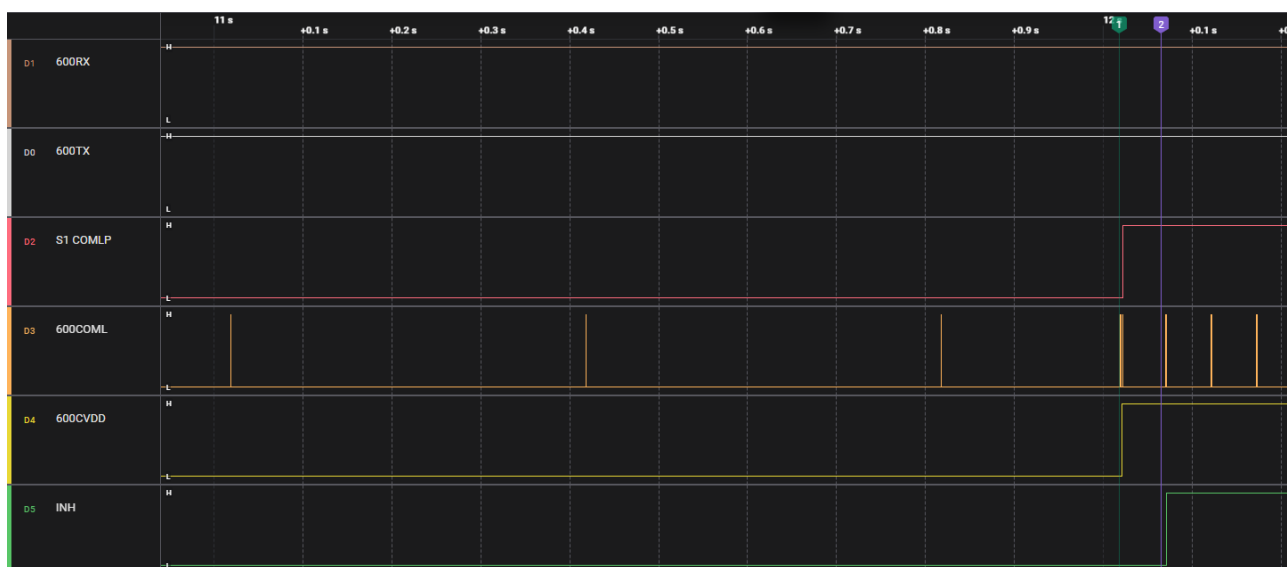 11 s 12
+0.1 s +0.2 s +0.3 s +0.4 s +0.5 s +0.6 s +0.7 s +0.8 s +0.9 s 1 2 +0.1 s
D1 600RX H
L
D0 600TX H
L
D2 S1 COMLP H
L
D3 600COML H
L
D4 600CVDD H
L
D5 INH H
L